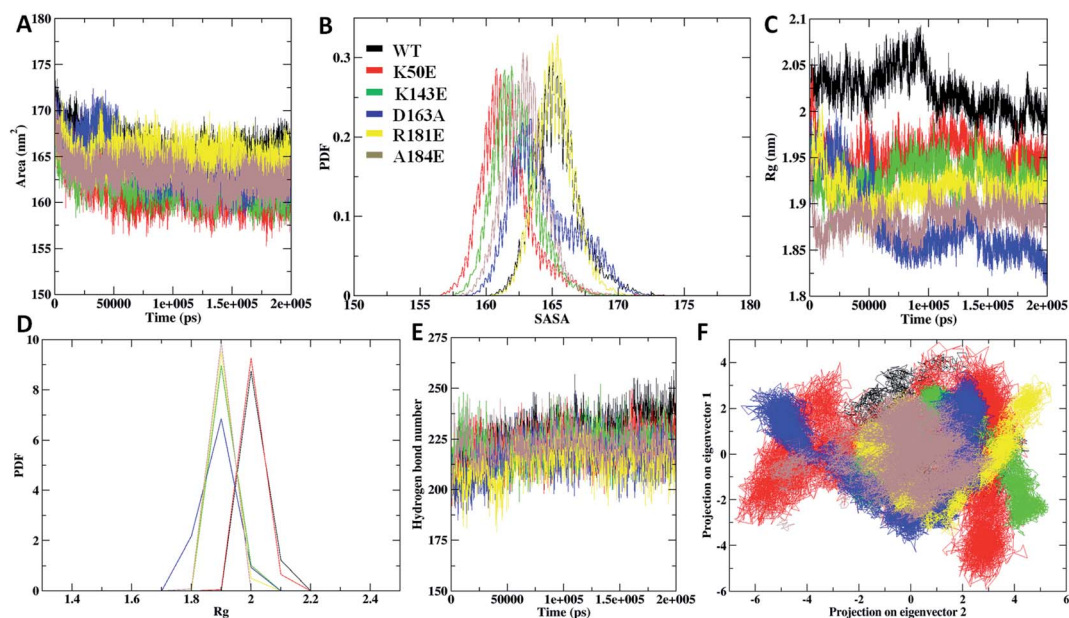 A
Area (nm²)
180
175
170
165
160
155
150
0
50000
1e+005
1.5e+005
2e+005
Time (ps)
B
PDF
0.3
0.2
0.1
0
WT
K50E
K143E
D163A
R181E
A184E
150
160
165
170
175
180
SASA
C
Rg (nm)
2.1
2.05
2
1.95
1.9
1.85
1.8
0
50000
1e+005
1.5e+005
2e+005
Time (ps)
D
PDF
10
8
6
4
2
0
1.4
1.6
1.8
2
2.2
2.4
Rg
E
Hydrogen bond number
275
250
225
200
175
150
0
50000
1e+005
1.5e+005
2e+005
Time (ps)
F
Projection on eigenvector 1
4
2
0
-2
-4
-6
-6
-4
-2
0
2
4
6
Projection on eigenvector 2